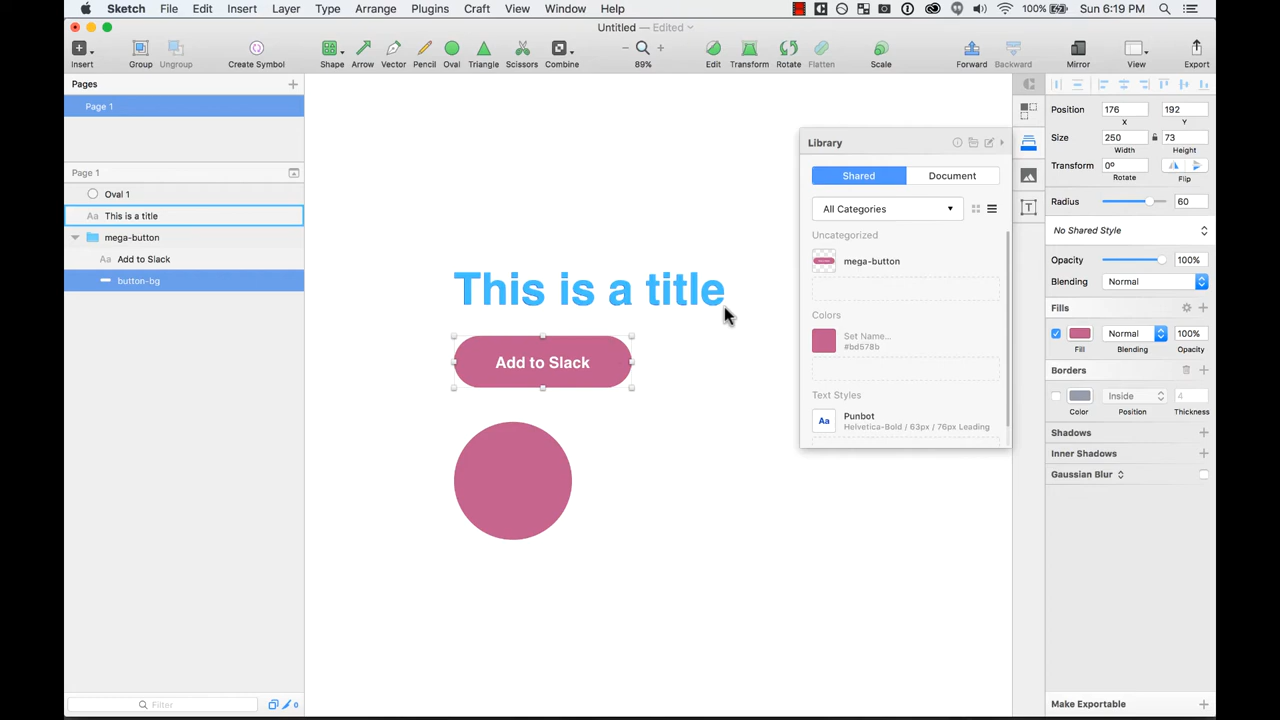 Sketch File Edit Insert Layer Type Arrange Plugins Craft View Window Help 100% Sun 6:19 PM
Untitled — Edited
Insert Group Ungroup Create Symbol Shape Arrow Vector Pencil Oval Triangle Scissors Combine 89% Edit Transform Rotate Flatten Scale Forward Backward Mirror View Export
Pages
Page 1
Page 1
Oval 1
Aa This is a title
mega-button
Aa Add to Slack
button-bg
Filter
0
This is a title
Add to Slack
Library
Shared Document
All Categories
Uncategorized
mega-button
Colors
Set Name...
#bd578b
Text Styles
Aa Punbot
Helvetica-Bold / 63px / 76px Leading
Position 176 192
X Y
Size 250 73
Width Height
Transform 0º
Rotate Flip
Radius 60
No Shared Style
Opacity 100%
Blending Normal
Fills
Normal 100%
Fill Blending Opacity
Borders
Inside 4
Color Position Thickness
Shadows
Inner Shadows
Gaussian Blur
Make Exportable